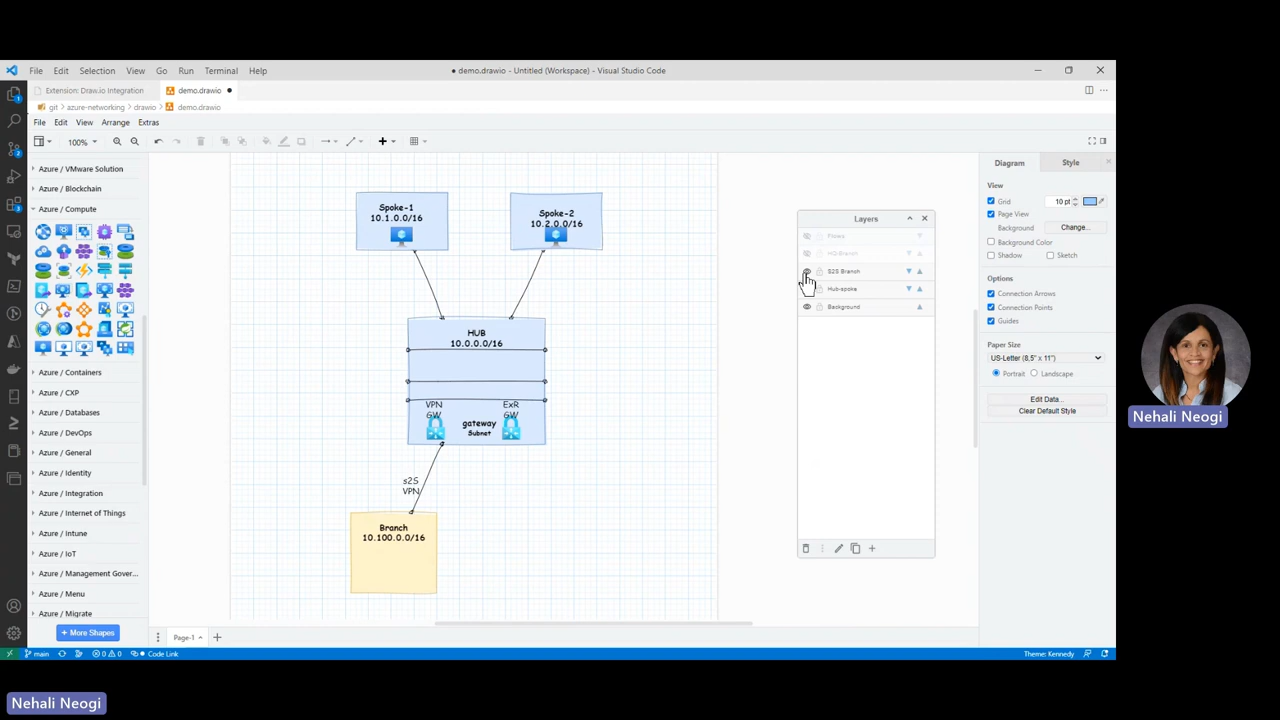 File Edit Selection View Go Run Terminal Help
● demo.drawio - Untitled (Workspace) - Visual Studio Code
Extension: Draw.io Integration
demo.drawio ●
git > azure-networking > drawio > demo.drawio
File Edit View Arrange Extras
100%
Azure / VMware Solution
Azure / Blockchain
Azure / Compute
Azure / Containers
Azure / CXP
Azure / Databases
Azure / DevOps
Azure / General
Azure / Identity
Azure / Integration
Azure / Internet of Things
Azure / Intune
Azure / IoT
Azure / Management Gover...
Azure / Menu
Azure / Migrate
+ More Shapes
Spoke-1
10.1.0.0/16
Spoke-2
10.2.0.0/16
HUB
10.0.0.0/16
VPN
GW
ExR
GW
gateway
Subnet
s2S
VPN
Branch
10.100.0.0/16
Layers
Flows
HQ-Branch
S2S Branch
Hub-spoke
Background
Diagram
Style
View
Grid
10 pt
Page View
Background
Change...
Background Color
Shadow
Sketch
Options
Connection Arrows
Connection Points
Guides
Paper Size
US-Letter (8,5" x 11")
Portrait
Landscape
Edit Data...
Clear Default Style
Page-1
main
0
0
Code Link
Theme: Kennedy
Nehali Neogi
Nehali Neogi